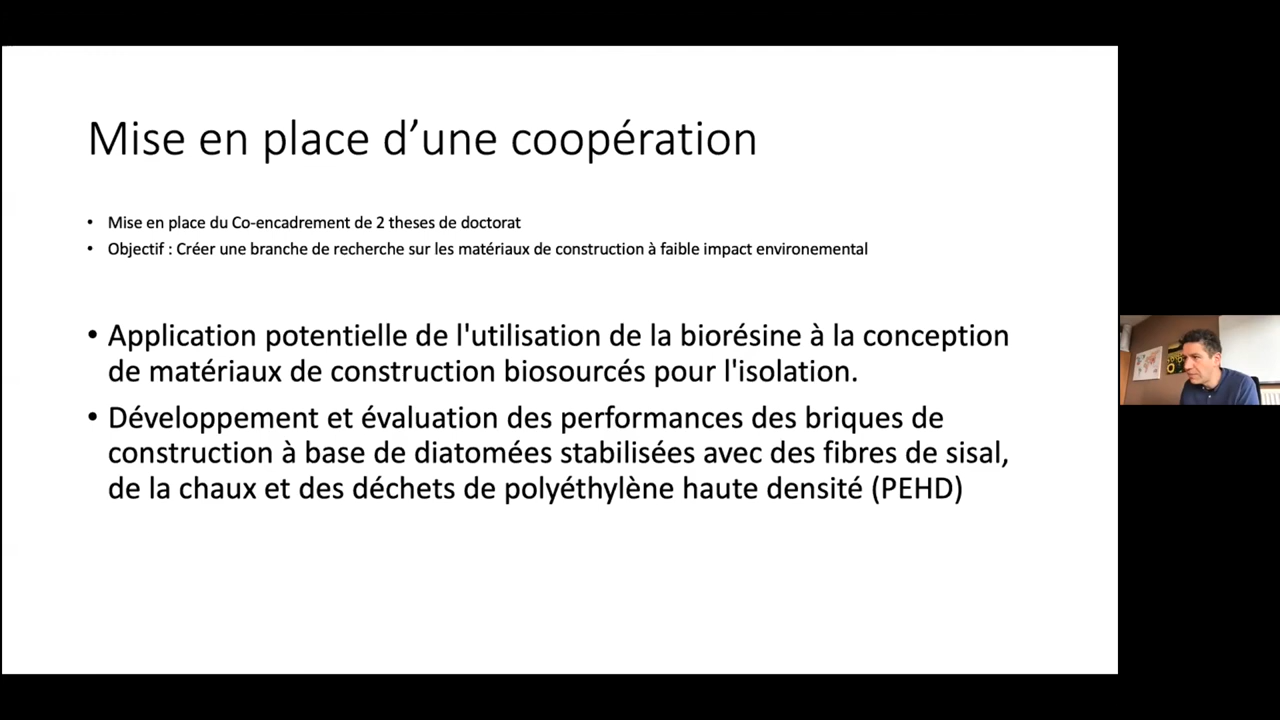 Mise en place d’une coopération
• Mise en place du Co-encadrement de 2 theses de doctorat
• Objectif : Créer une branche de recherche sur les matériaux de construction à faible impact environemental
• Application potentielle de l'utilisation de la biorésine à la conception
de matériaux de construction biosourcés pour l'isolation.
• Développement et évaluation des performances des briques de
construction à base de diatomées stabilisées avec des fibres de sisal,
de la chaux et des déchets de polyéthylène haute densité (PEHD)